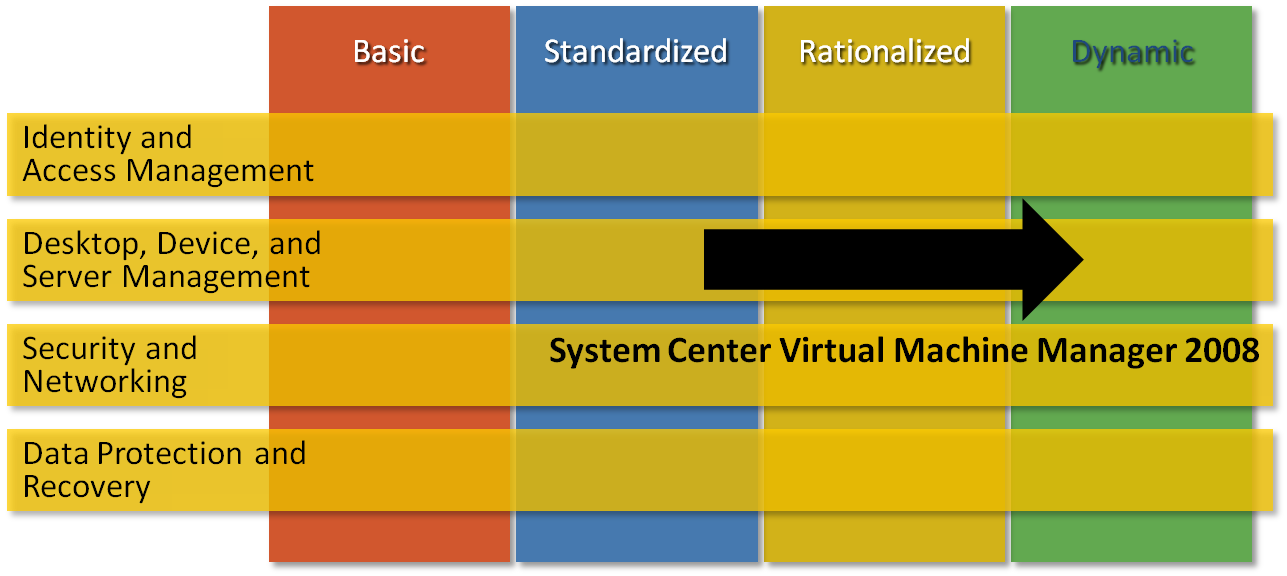 Basic Standardized Rationalized Dynamic
Identity and
Access Management
Desktop, Device, and
Server Management
Security and
Networking
System Center Virtual Machine Manager 2008
Data Protection and
Recovery